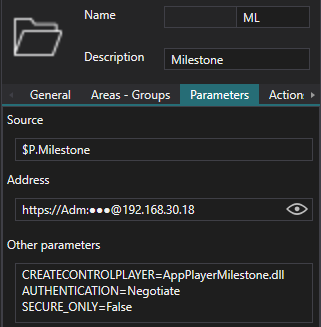 Name
ML
Description
Milestone
General Areas - Groups Parameters Action
Source
$P.Milestone
Address
https://Adm:●●●@192.168.30.18
Other parameters
CREATECONTROLPLAYER=AppPlayerMilestone.dll
AUTHENTICATION=Negotiate
SECURE_ONLY=False